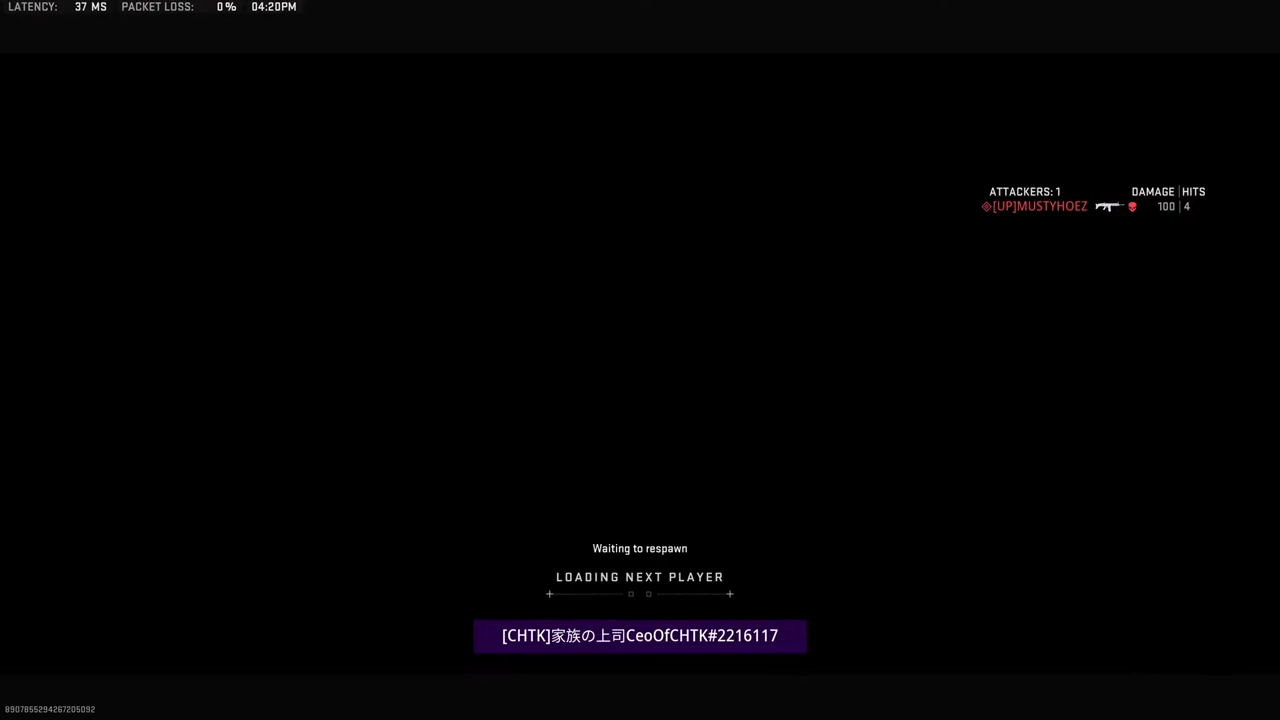 LATENCY: 37 MS PACKET LOSS: 0% 04:20PM
ATTACKERS: 1 DAMAGE HITS
[UP]MUSTYHOEZ 100 4
Waiting to respawn
LOADING NEXT PLAYER
[CHTK]家族の上司CeoOfCHTK#2216117
8907855294267205092